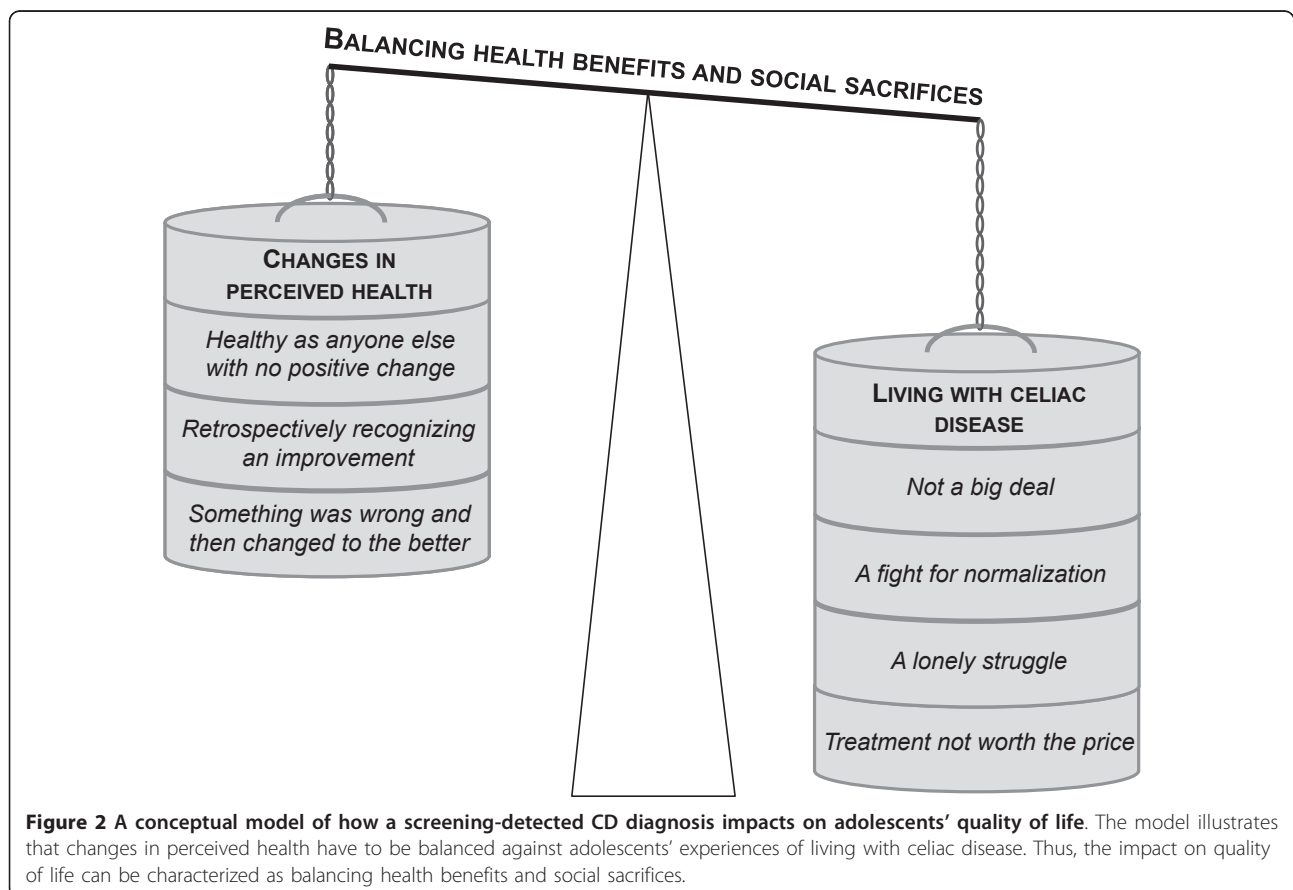 BALANCING HEALTH BENEFITS AND SOCIAL SACRIFICES
CHANGES IN
PERCEIVED HEALTH
Healthy as anyone else
with no positive change
Retrospectively recognizing
an improvement
Something was wrong and
then changed to the better
LIVING WITH CELIAC
DISEASE
Not a big deal
A fight for normalization
A lonely struggle
Treatment not worth the price
Figure 2 A conceptual model of how a screening-detected CD diagnosis impacts on adolescents' quality of life. The model illustrates
that changes in perceived health have to be balanced against adolescents' experiences of living with celiac disease. Thus, the impact on quality
of life can be characterized as balancing health benefits and social sacrifices.